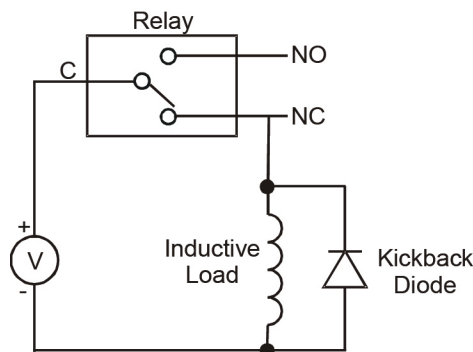 Relay
C
NO
NC
+
V
-
Inductive
Load
Kickback
Diode